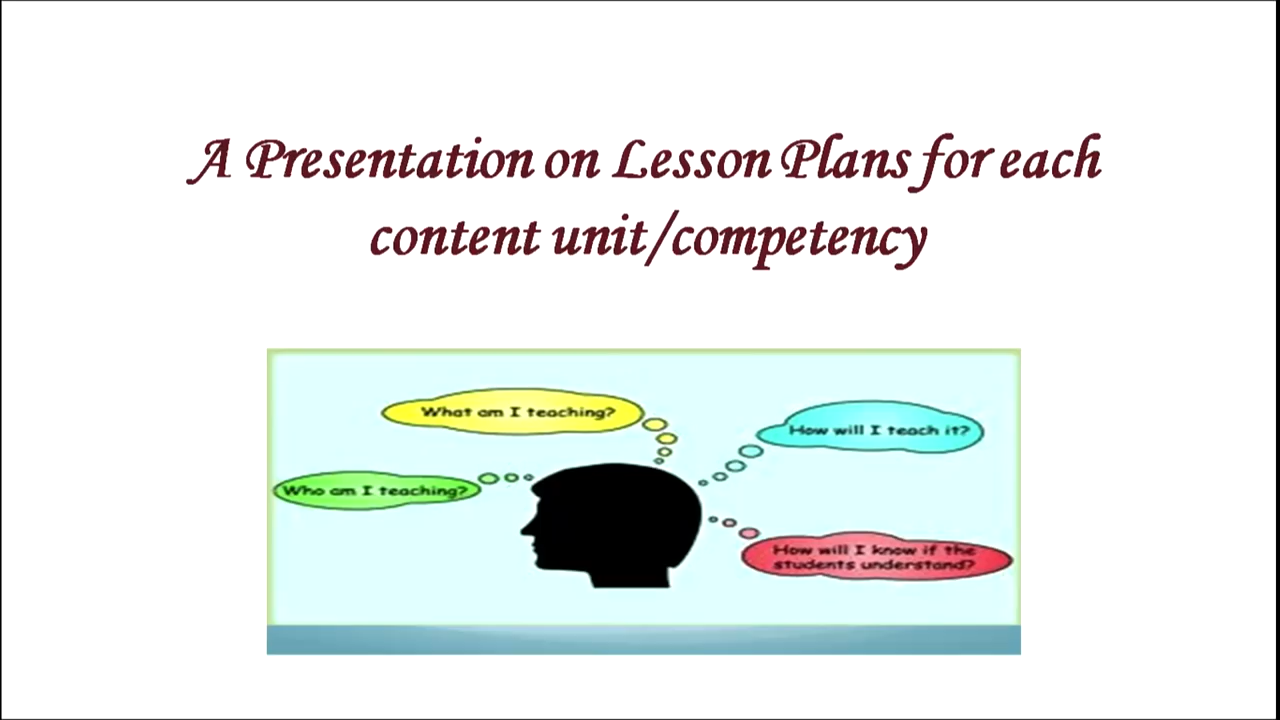 A Presentation on Lesson Plans for each
content unit/competency
What am I teaching?
How will I teach it?
Who am I teaching?
How will I know if the
students understand?